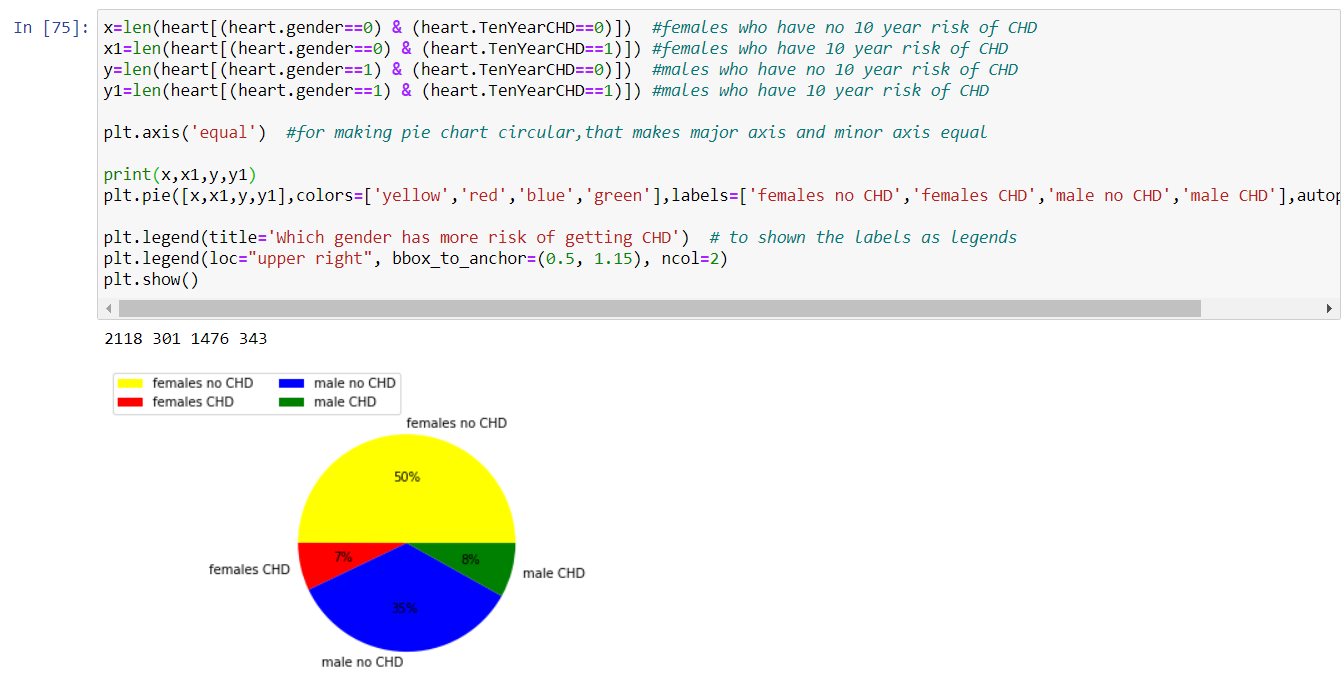 In [75]:
x=len(heart[(heart.gender==0) & (heart.TenYearCHD==0)])  #females who have no 10 year risk of CHD
x1=len(heart[(heart.gender==0) & (heart.TenYearCHD==1)]) #females who have 10 year risk of CHD
y=len(heart[(heart.gender==1) & (heart.TenYearCHD==0)])  #males who have no 10 year risk of CHD
y1=len(heart[(heart.gender==1) & (heart.TenYearCHD==1)]) #males who have 10 year risk of CHD
plt.axis('equal')  #for making pie chart circular,that makes major axis and minor axis equal
print(x,x1,y,y1)
plt.pie([x,x1,y,y1],colors=['yellow','red','blue','green'],labels=['females no CHD','females CHD','male no CHD','male CHD'],autop
plt.legend(title='Which gender has more risk of getting CHD')  # to shown the labels as legends
plt.legend(loc="upper right", bbox_to_anchor=(0.5, 1.15), ncol=2)
plt.show()
2118 301 1476 343
females no CHD male no CHD
females CHD male CHD
females no CHD
50%
7%
8%
females CHD
male CHD
35%
male no CHD